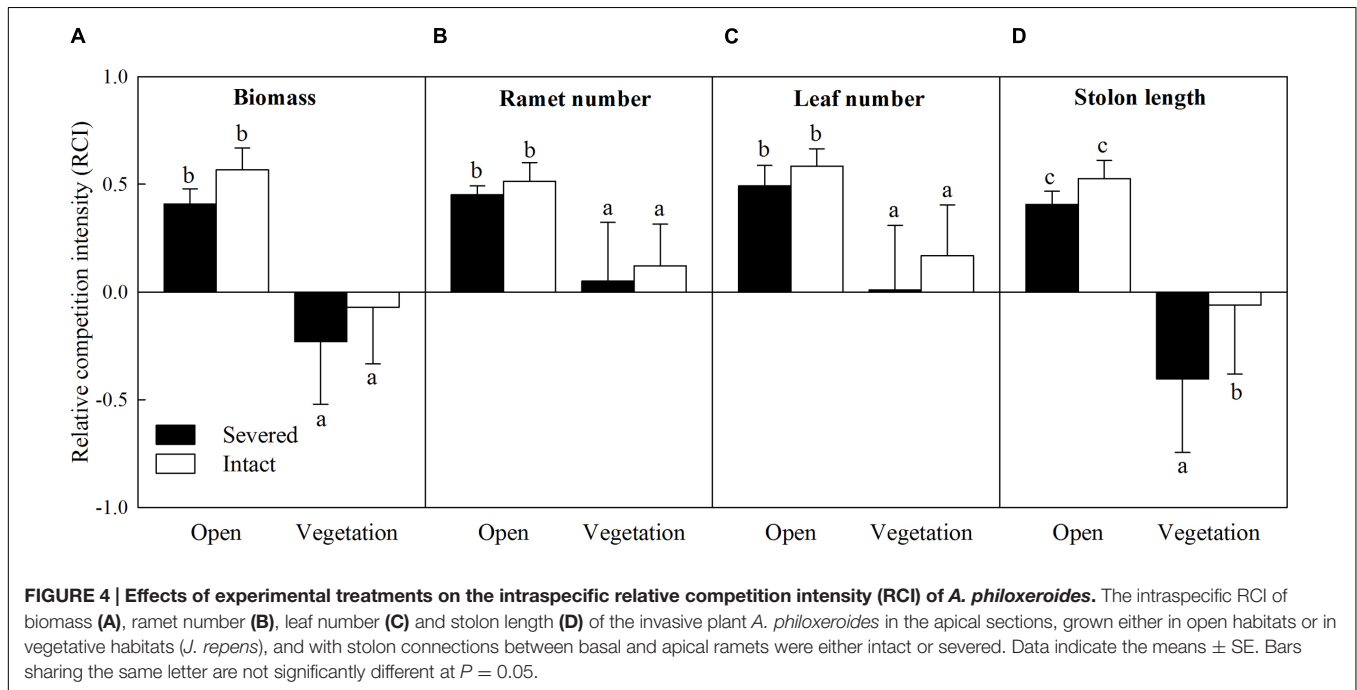 A B C D
Biomass Ramet number Leaf number Stolon length
Relative competition intensity (RCI)
1.0
0.5
0.0
-0.5
-1.0
b b a a
b b a a
b b a a
c c a b
Severed
Intact
Open Vegetation Open Vegetation Open Vegetation Open Vegetation
FIGURE 4 | Effects of experimental treatments on the intraspecific relative competition intensity (RCI) of A. philoxeroides. The intraspecific RCI of
biomass (A), ramet number (B), leaf number (C) and stolon length (D) of the invasive plant A. philoxeroides in the apical sections, grown either in open habitats or in
vegetative habitats (J. repens), and with stolon connections between basal and apical ramets were either intact or severed. Data indicate the means ± SE. Bars
sharing the same letter are not significantly different at P = 0.05.